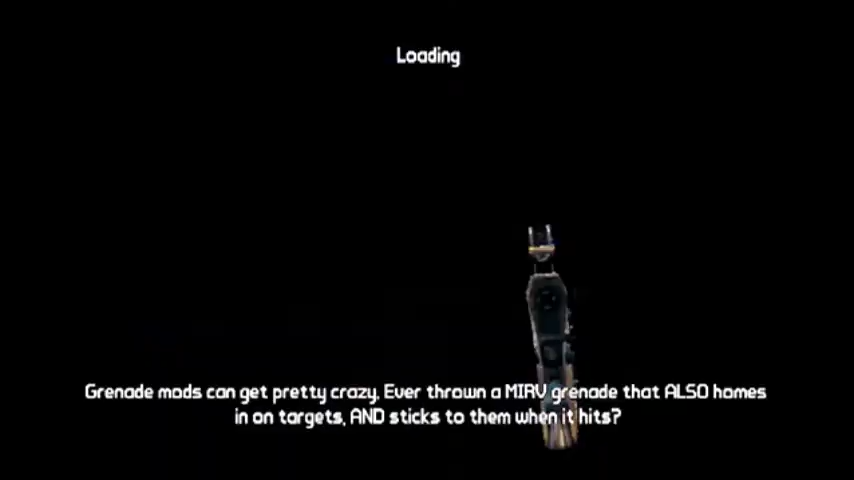 Loading
Grenade mods can get pretty crazy. Ever thrown a MIRV grenade that ALSO homes
in on targets, AND sticks to them when it hits?